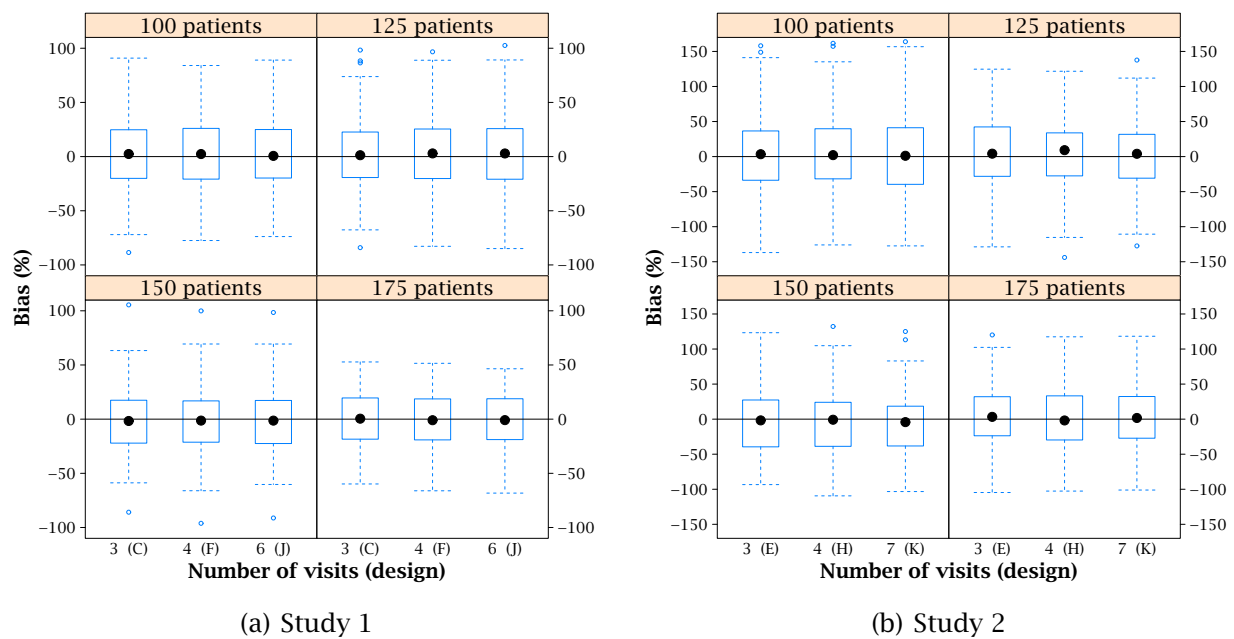 100 patients 125 patients
100 100
50 50
0 0
−50 −50
−100 −100
150 patients 175 patients
100 100
50 50
0 0
−50 −50
−100 −100
Bias (%)
3 (C) 4 (F) 6 (J) 3 (C) 4 (F) 6 (J)
Number of visits (design)
(a) Study 1
100 patients 125 patients
150 150
100 100
50 50
0 0
−50 −50
−100 −100
−150 −150
150 patients 175 patients
150 150
100 100
50 50
0 0
−50 −50
−100 −100
−150 −150
Bias (%)
3 (E) 4 (H) 7 (K) 3 (E) 4 (H) 7 (K)
Number of visits (design)
(b) Study 2